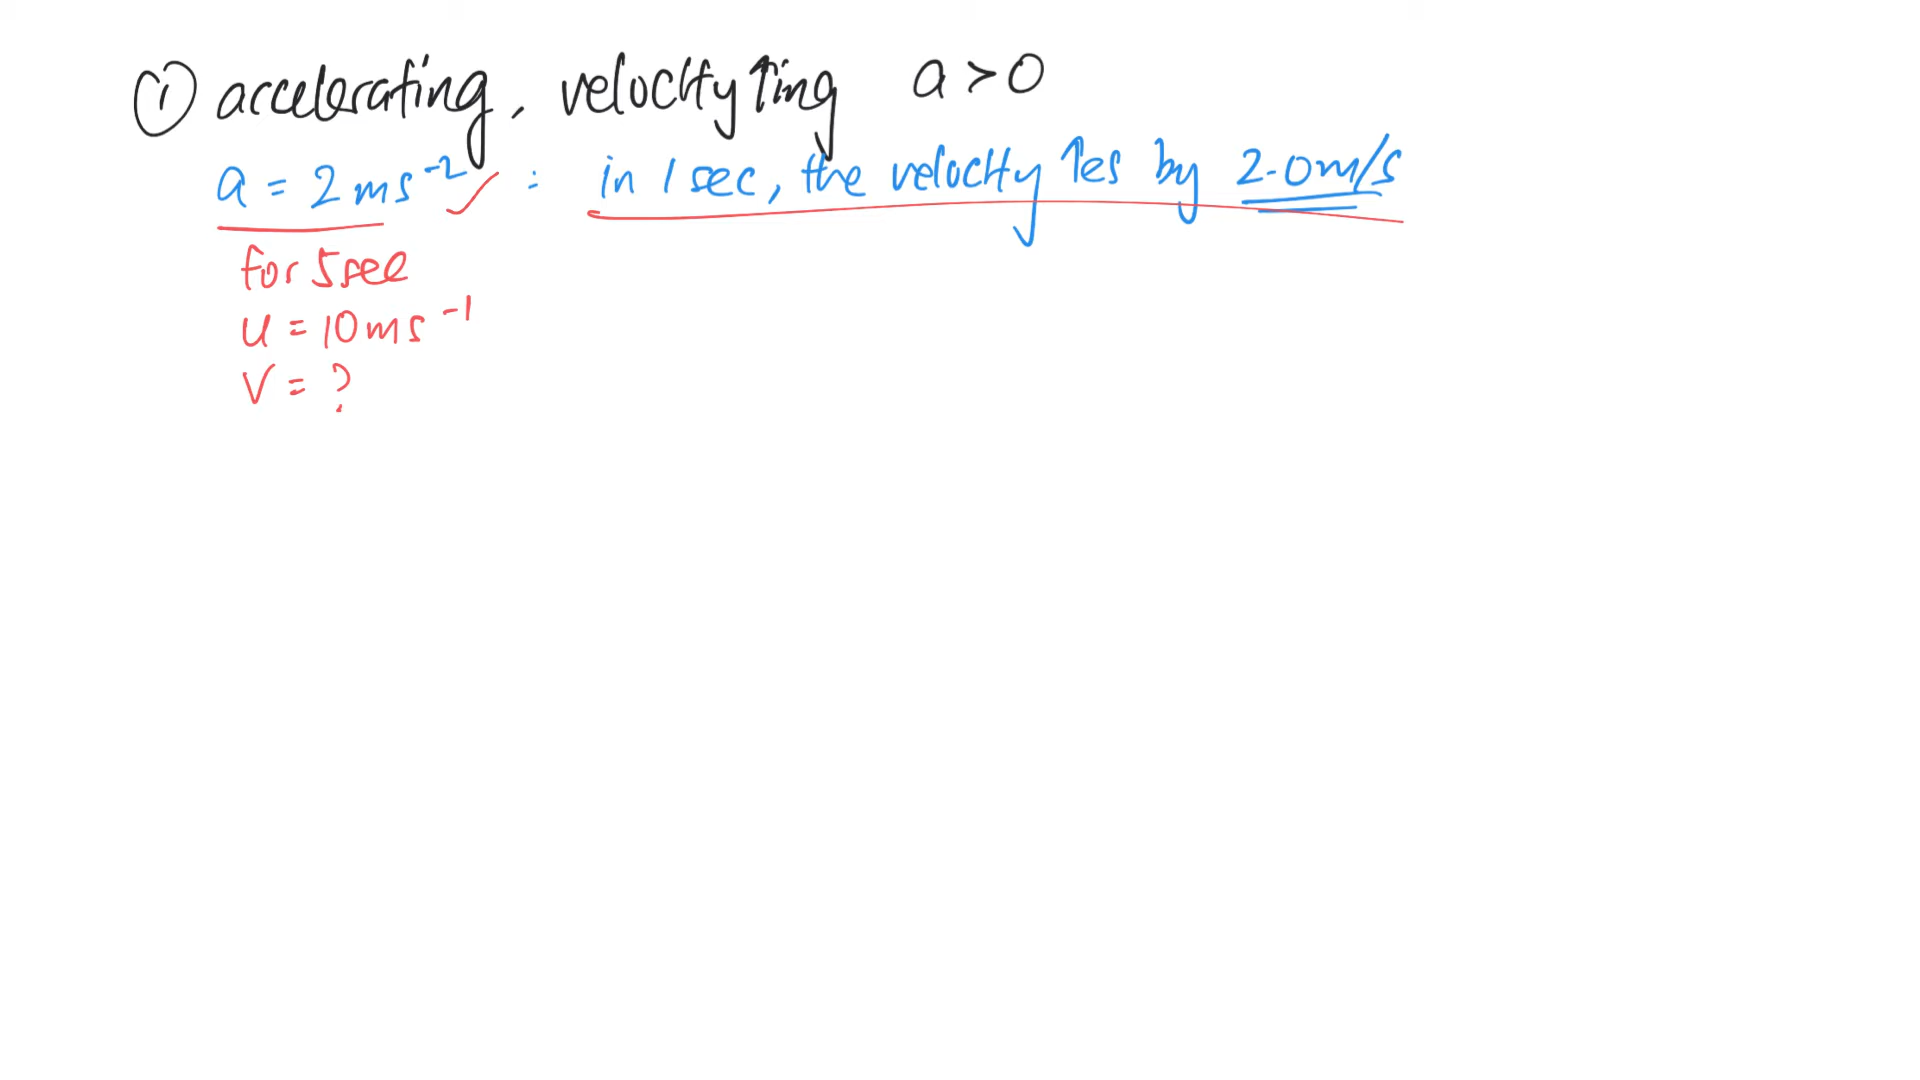 ① accelerating, velocity ↑ing a > 0
a = 2 ms⁻² ✓ : in 1 sec, the velocity ↑es by 2.0 m/s
for 5 sec
u = 10 ms⁻¹
v = ?